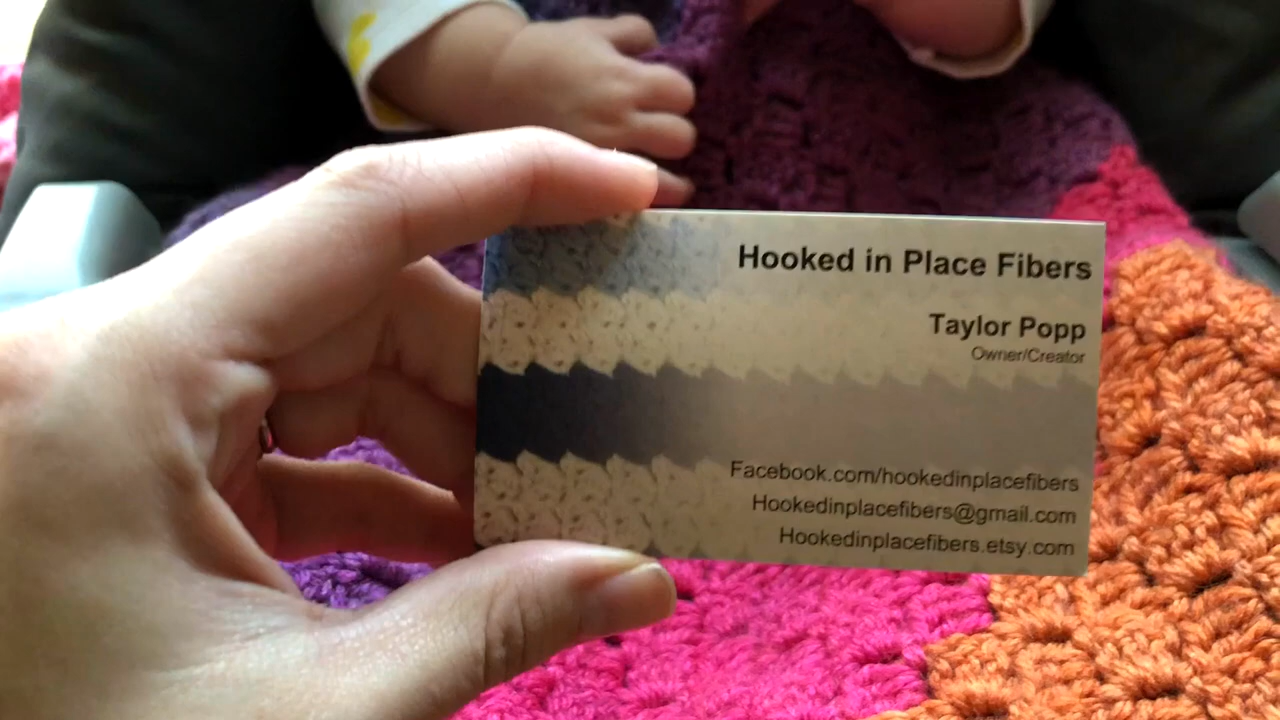 Hooked in Place Fibers
Taylor Popp
Owner/Creator
Facebook.com/hookedinplacefibers
Hookedinplacefibers@gmail.com
Hookedinplacefibers.etsy.com